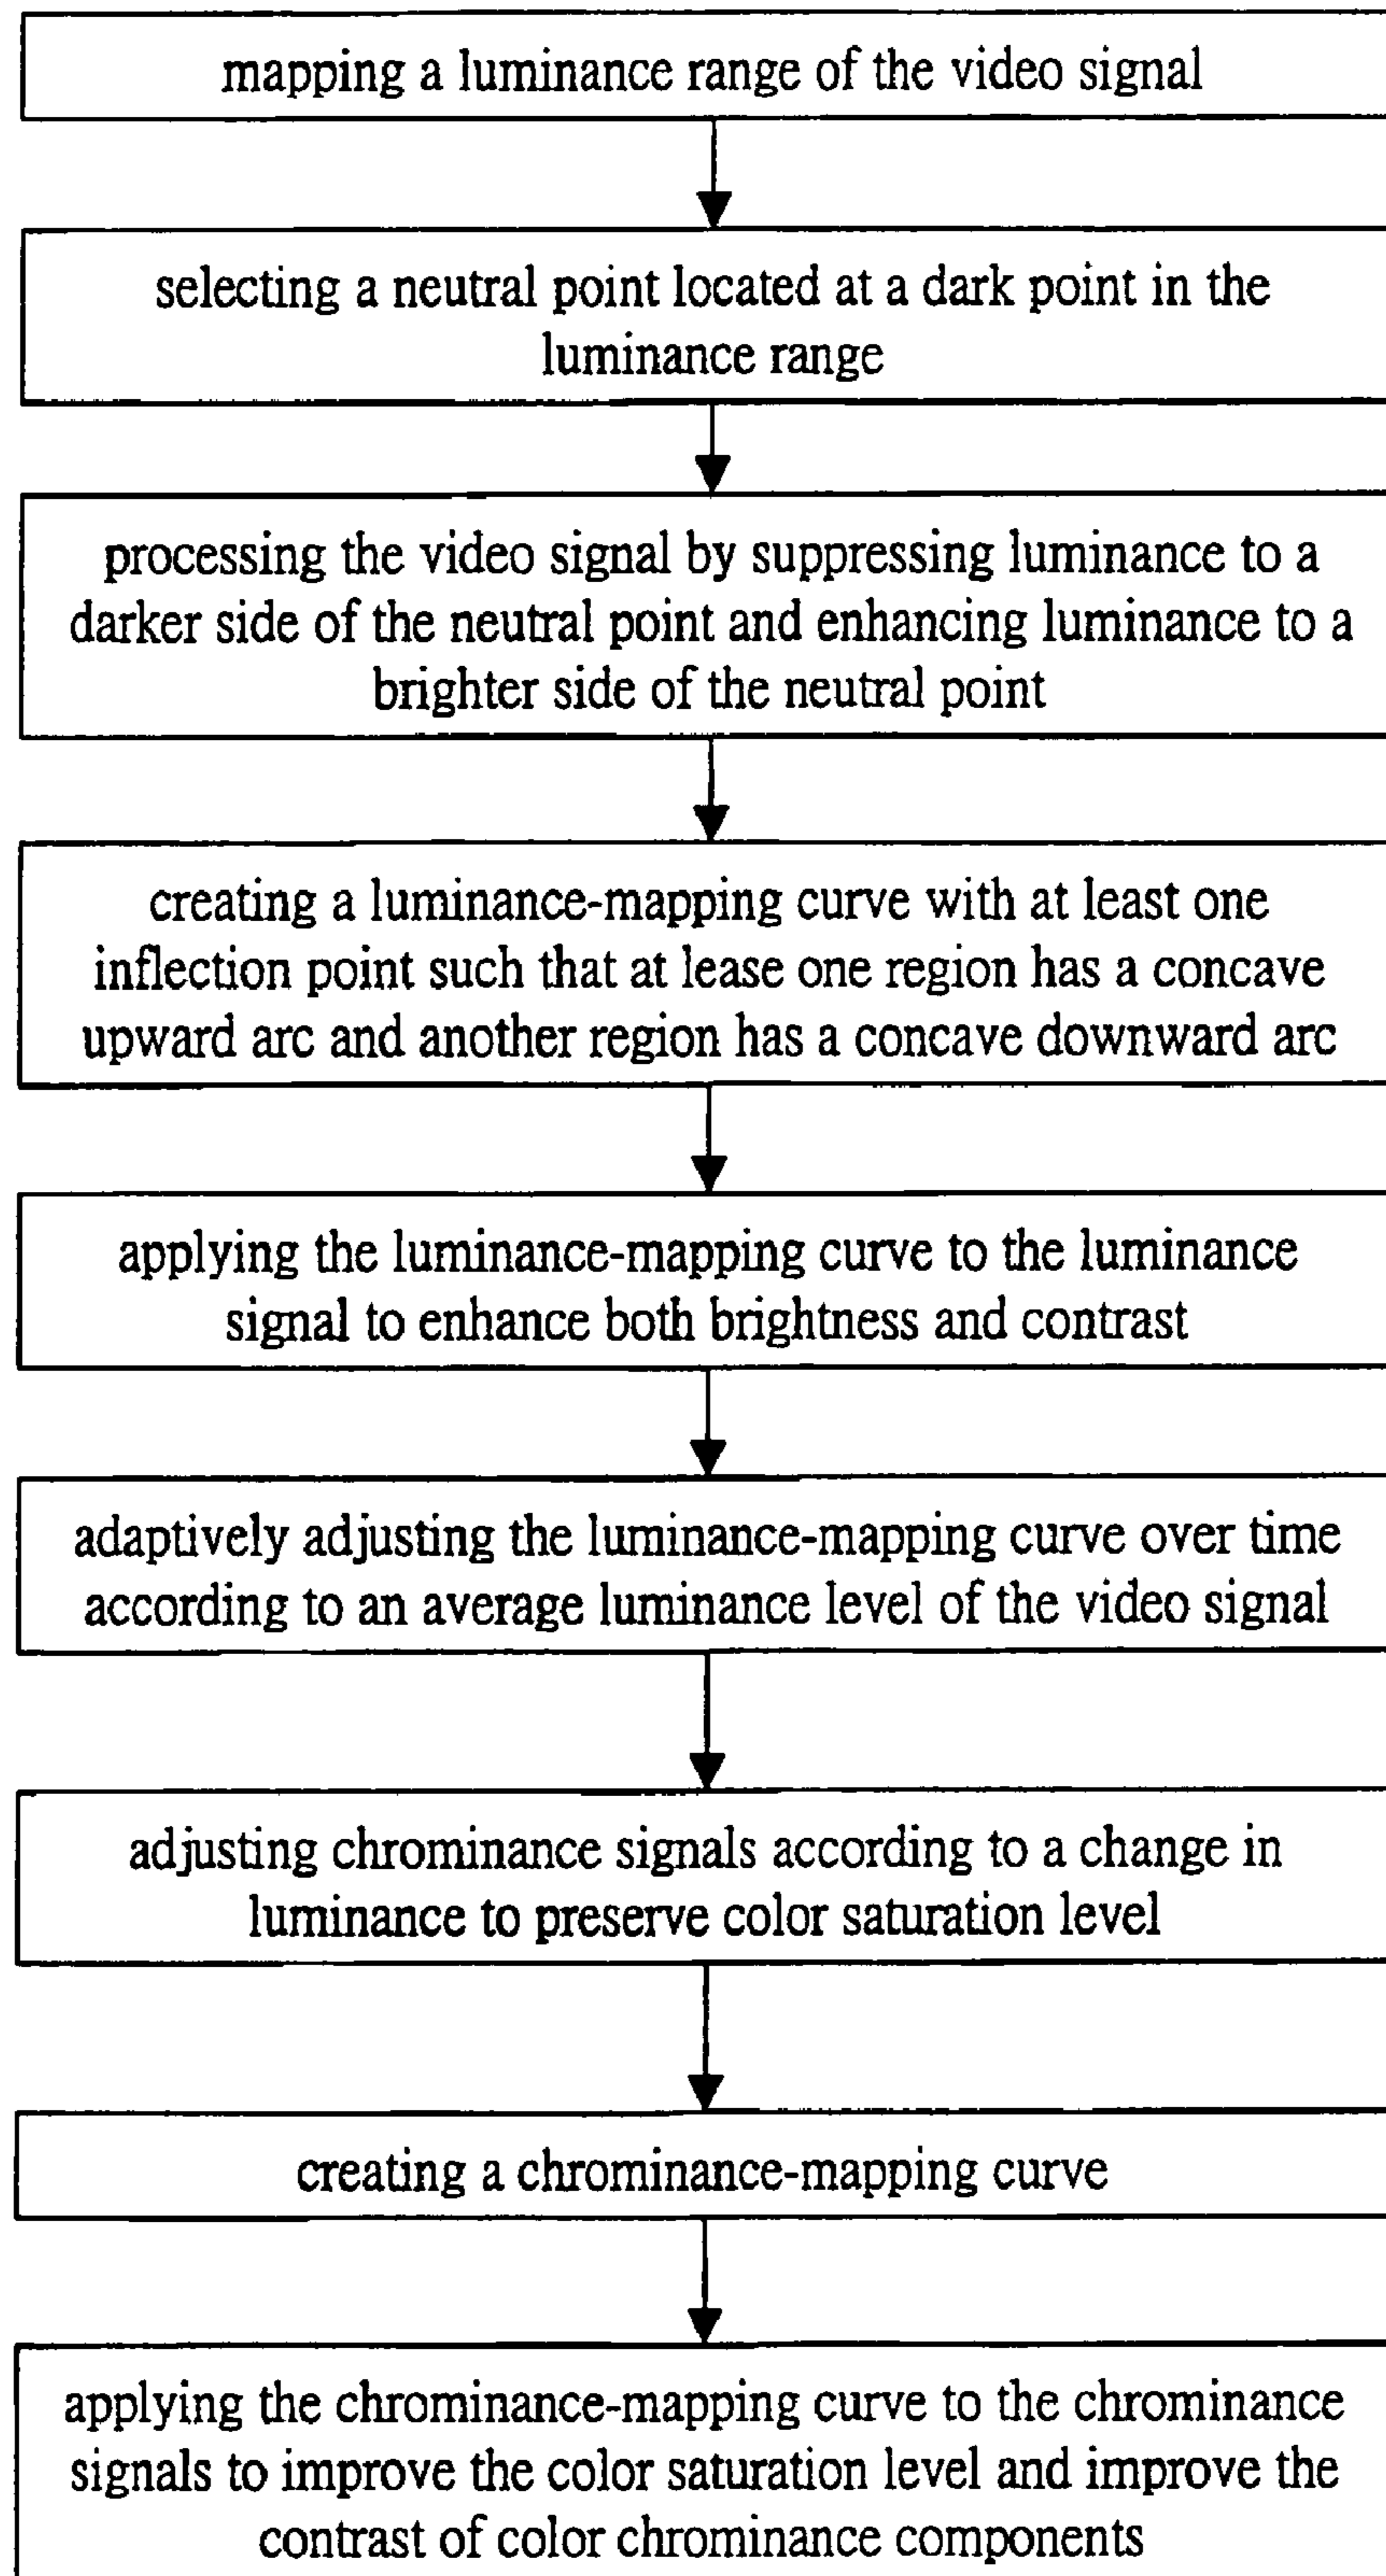 mapping a luminance range of the video signal
selecting a neutral point located at a dark point in the
luminance range
processing the video signal by suppressing luminance to a
darker side of the neutral point and enhancing luminance to a
brighter side of the neutral point
creating a luminance-mapping curve with at least one
inflection point such that at lease one region has a concave
upward arc and another region has a concave downward arc
applying the luminance-mapping curve to the luminance
signal to enhance both brightness and contrast
adaptively adjusting the luminance-mapping curve over time
according to an average luminance level of the video signal
adjusting chrominance signals according to a change in
luminance to preserve color saturation level
creating a chrominance-mapping curve
applying the chrominance-mapping curve to the chrominance
signals to improve the color saturation level and improve the
contrast of color chrominance components